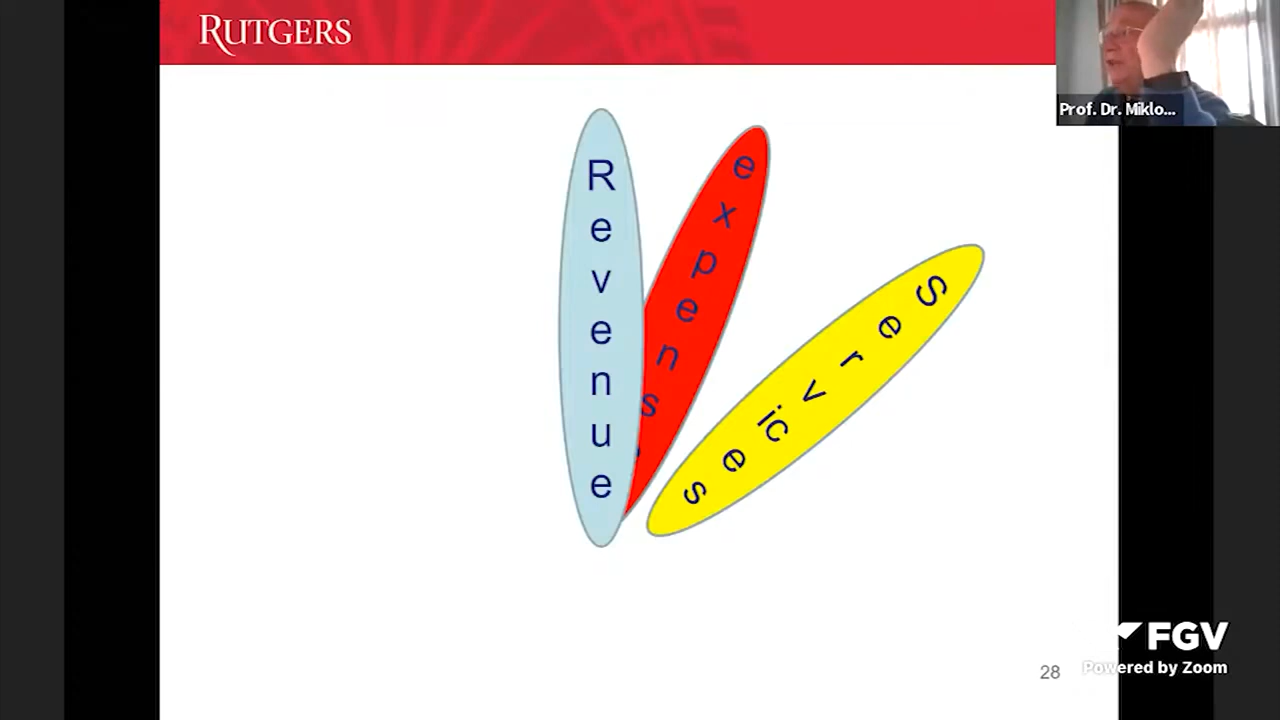 RUTGERS
Prof. Dr. Miklo...
Revenue
expens
Services
FGV
28
Powered by Zoom